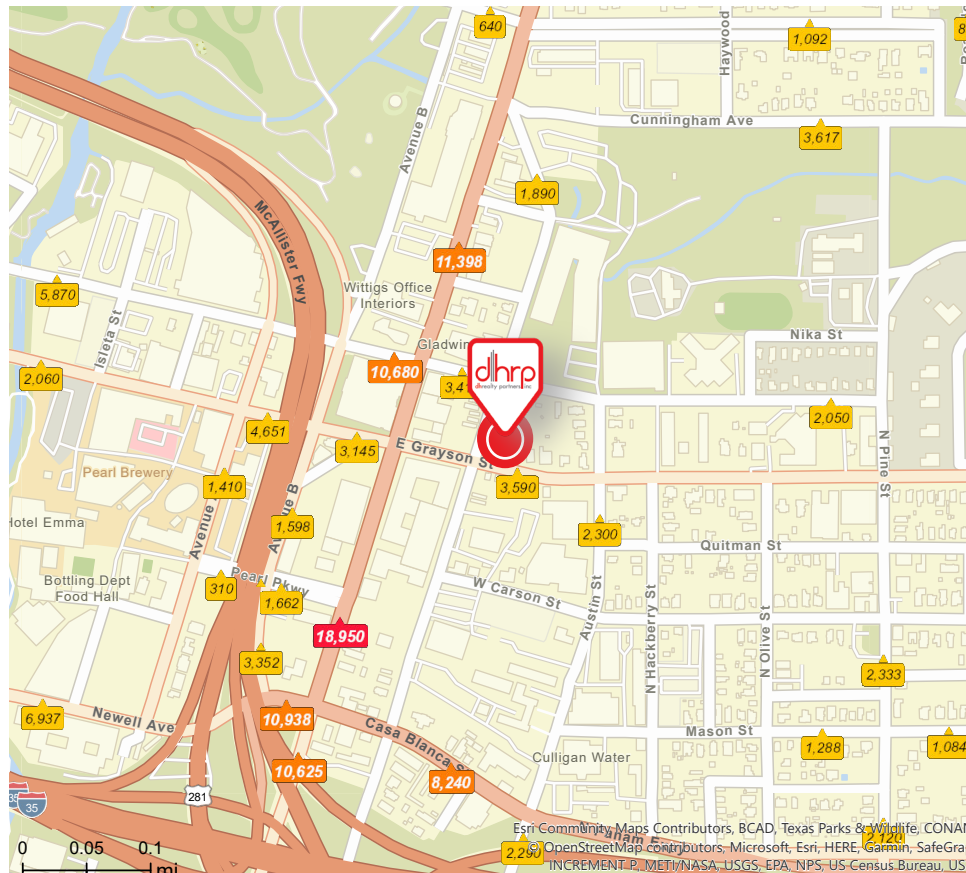 640
1,092
Haywood
Cunningham Ave
3,617
Avenue B
1,890
McAllister Fwy
11,398
Wittigs Office
Interiors
5,870
Isleta St
Nika St
10,680
dhrp
dhrealty partners, inc
2,060
2,050
4,651
3,145
E Grayson St
N Pine St
Pearl Brewery
1,410
3,590
Hotel Emma
1,598
Avenue
2,300
Quitman St
Bottling Dept
Food Hall
310
Pearl Pkwy
1,662
W Carson St
Austin St
N Hackberry St
N Olive St
18,950
3,352
2,333
6,937
Newell Ave
10,938
Casa Blanca S
Mason St
1,288
1,084
10,625
8,240
Culligan Water
281
35
2,120
2,290
0 0.05 0.1
mi
Esri Community Maps Contributors, BCAD, Texas Parks & Wildlife, CONAN
© OpenStreetMap contributors, Microsoft, Esri, HERE, Garmin, SafeGra
INCREMENT P, METI/NASA, USGS, EPA, NPS, US Census Bureau, US